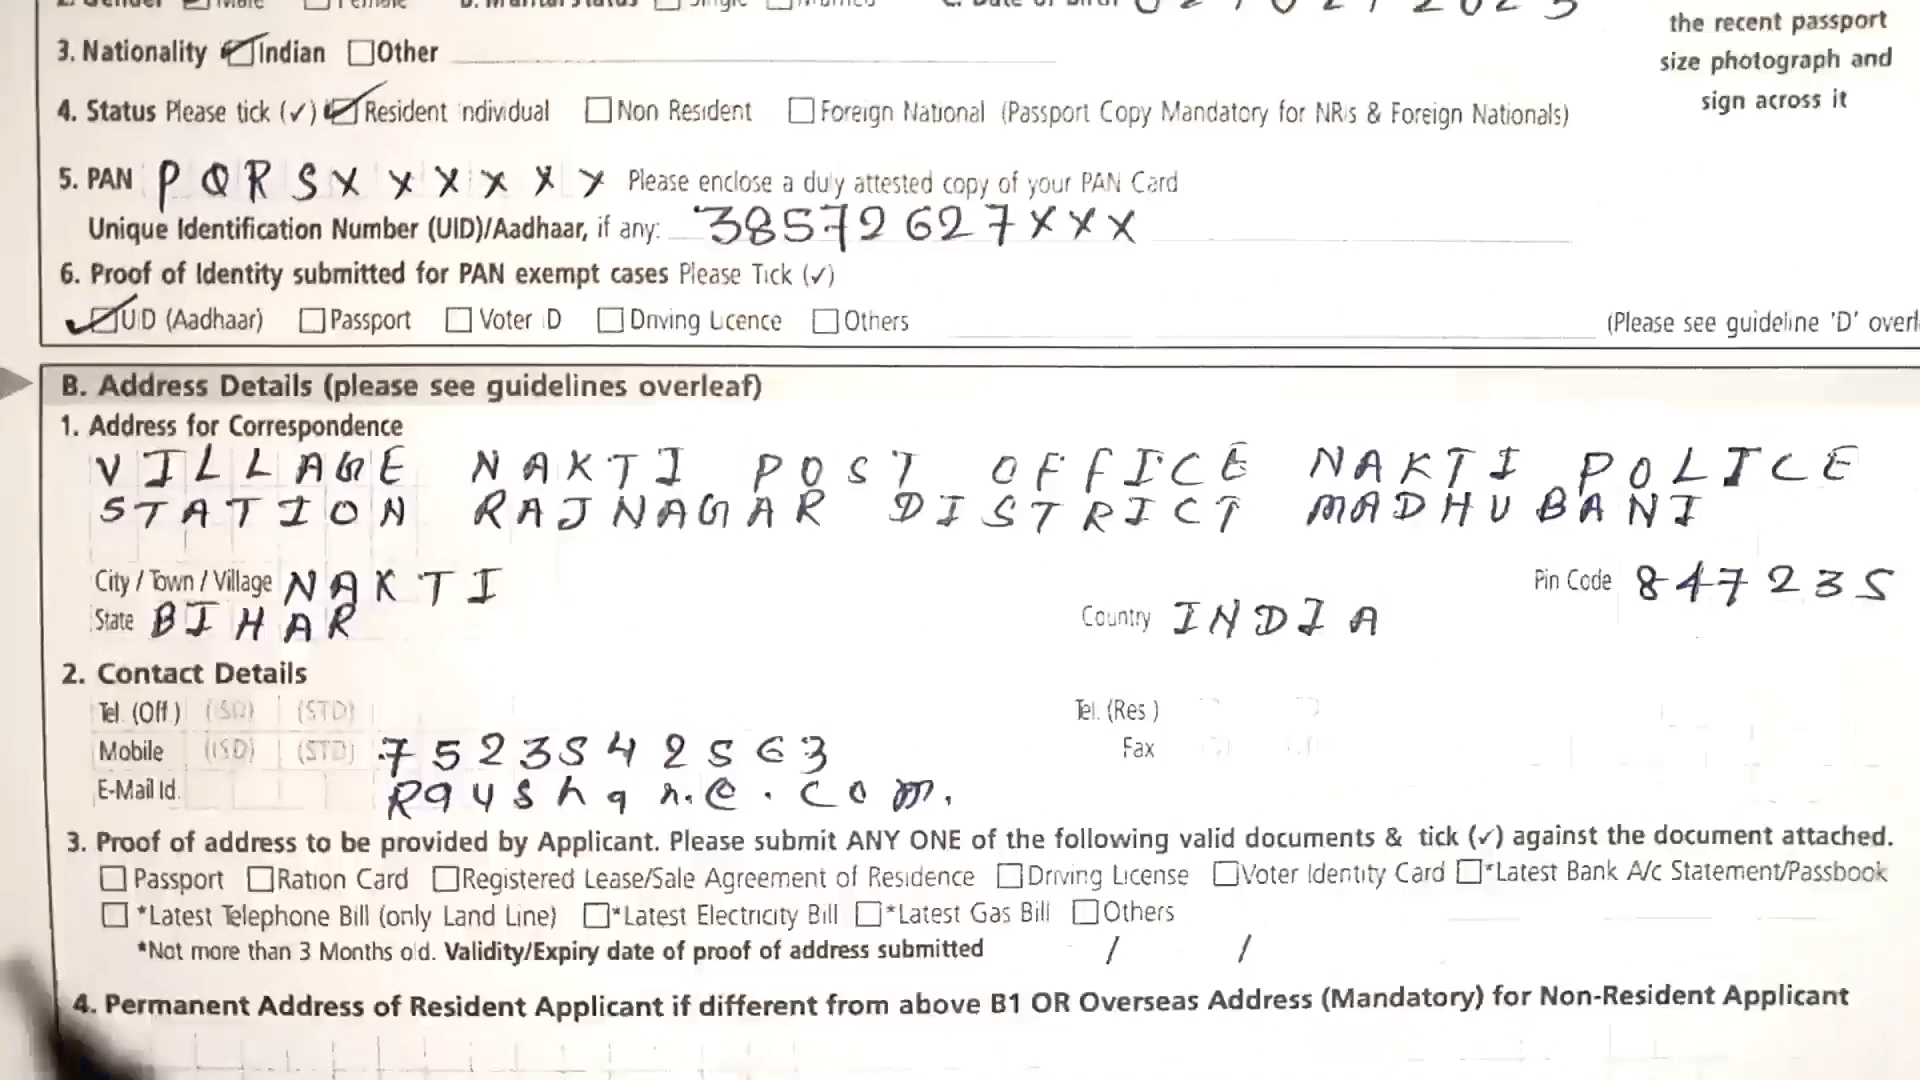 the recent passport
3. Nationality Indian Other
size photograph and
4. Status Please tick (✓) Resident Individual Non Resident Foreign National (Passport Copy Mandatory for NRIs & Foreign Nationals)
sign across it
5. PAN P Q R S X X X X X X Please enclose a duly attested copy of your PAN Card
Unique Identification Number (UID)/Aadhaar, if any: 38572627XXX
6. Proof of Identity submitted for PAN exempt cases Please Tick (✓)
UID (Aadhaar) Passport Voter ID Driving Licence Others (Please see guideline 'D'
B. Address Details (please see guidelines overleaf)
1. Address for Correspondence
VILLAGE NAKTI POST OFFICE NAKTI POLICE
STATION RAJNAGAR DISTRICT MADHUBANI
City / Town / Village NAKTI Pin Code 847235
State BIHAR Country INDIA
2. Contact Details
Tel. (Off.) (ISD) (STD) Tel. (Res.)
Mobile (ISD) (STD) 7523542563 Fax
E-Mail Id.
3. Proof of address to be provided by Applicant. Please submit ANY ONE of the following valid documents & tick (✓) against the document attached.
Passport Ration Card Registered Lease/Sale Agreement of Residence Driving License Voter Identity Card *Latest Bank A/c Statement/Passbook
*Latest Telephone Bill (only Land Line) *Latest Electricity Bill *Latest Gas Bill Others
*Not more than 3 Months old. Validity/Expiry date of proof of address submitted / /
4. Permanent Address of Resident Applicant if different from above B1 OR Overseas Address (Mandatory) for Non-Resident Applicant